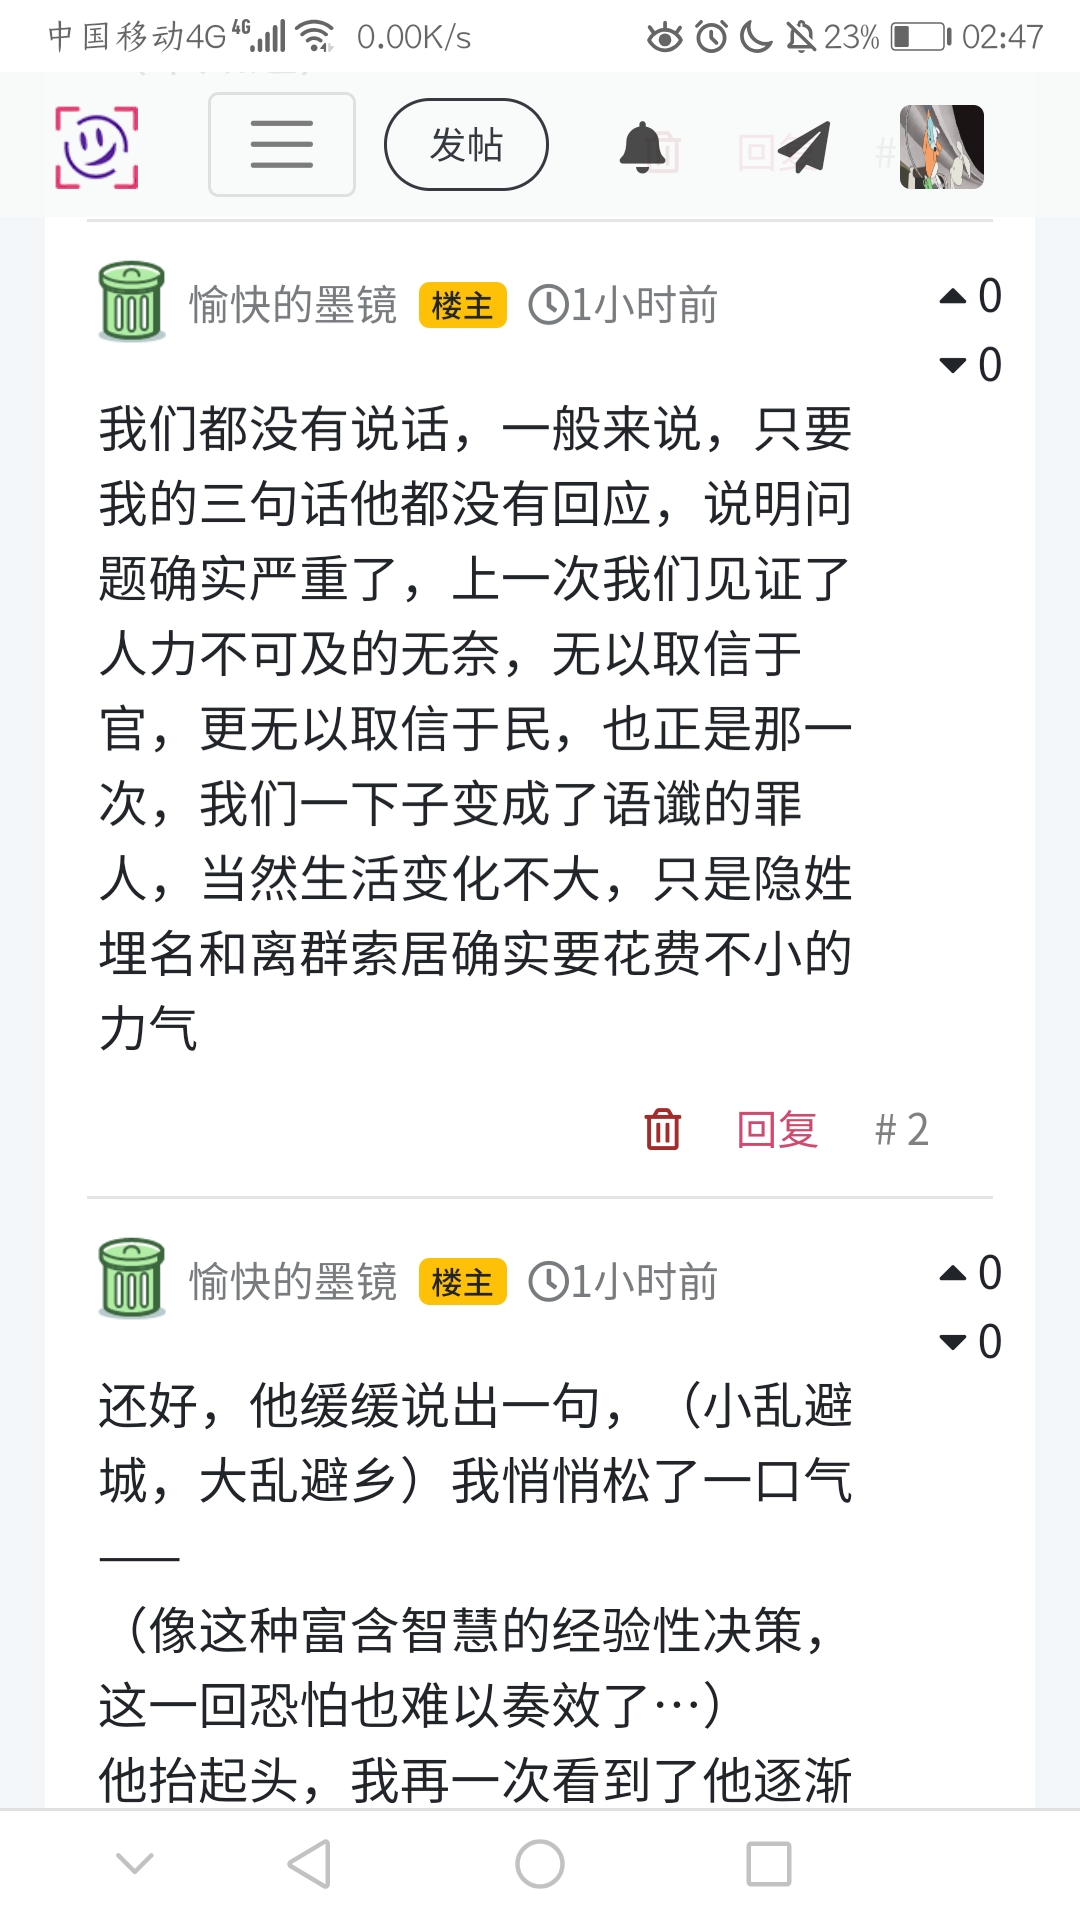 中国移动4G 4G 0.00K/s 23% 02:47
发帖 回复 #
愉快的墨镜 楼主 1小时前 0
0
我们都没有说话，一般来说，只要
我的三句话他都没有回应，说明问
题确实严重了，上一次我们见证了
人力不可及的无奈，无以取信于
官，更无以取信于民，也正是那一
次，我们一下子变成了语谶的罪
人，当然生活变化不大，只是隐姓
埋名和离群索居确实要花费不小的
力气
回复 # 2
愉快的墨镜 楼主 1小时前 0
0
还好，他缓缓说出一句，（小乱避
城，大乱避乡）我悄悄松了一口气
——
（像这种富含智慧的经验性决策，
这一回恐怕也难以奏效了…）
他抬起头，我再一次看到了他逐渐